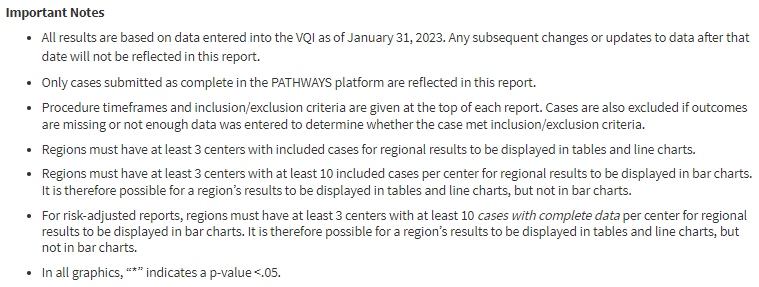 Important Notes
• All results are based on data entered into the VQI as of January 31, 2023. Any subsequent changes or updates to data after that
date will not be reflected in this report.
• Only cases submitted as complete in the PATHWAYS platform are reflected in this report.
• Procedure timeframes and inclusion/exclusion criteria are given at the top of each report. Cases are also excluded if outcomes
are missing or not enough data was entered to determine whether the case met inclusion/exclusion criteria.
• Regions must have at least 3 centers with included cases for regional results to be displayed in tables and line charts.
• Regions must have at least 3 centers with at least 10 included cases per center for regional results to be displayed in bar charts.
It is therefore possible for a region’s results to be displayed in tables and line charts, but not in bar charts.
• For risk-adjusted reports, regions must have at least 3 centers with at least 10 cases with complete data per center for regional
results to be displayed in bar charts. It is therefore possible for a region’s results to be displayed in tables and line charts, but
not in bar charts.
• In all graphics, “*” indicates a p-value <.05.